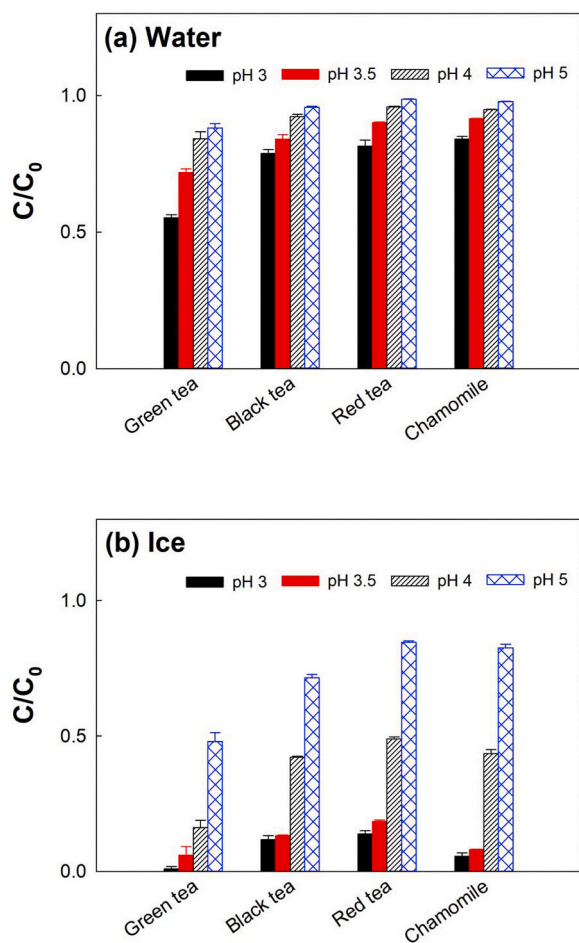 (a) Water
pH 3 pH 3.5 pH 4 pH 5
1.0
C/C0
0.5
0.0
Green tea Black tea Red tea Chamomile
(b) Ice
pH 3 pH 3.5 pH 4 pH 5
1.0
C/C0
0.5
0.0
Green tea Black tea Red tea Chamomile